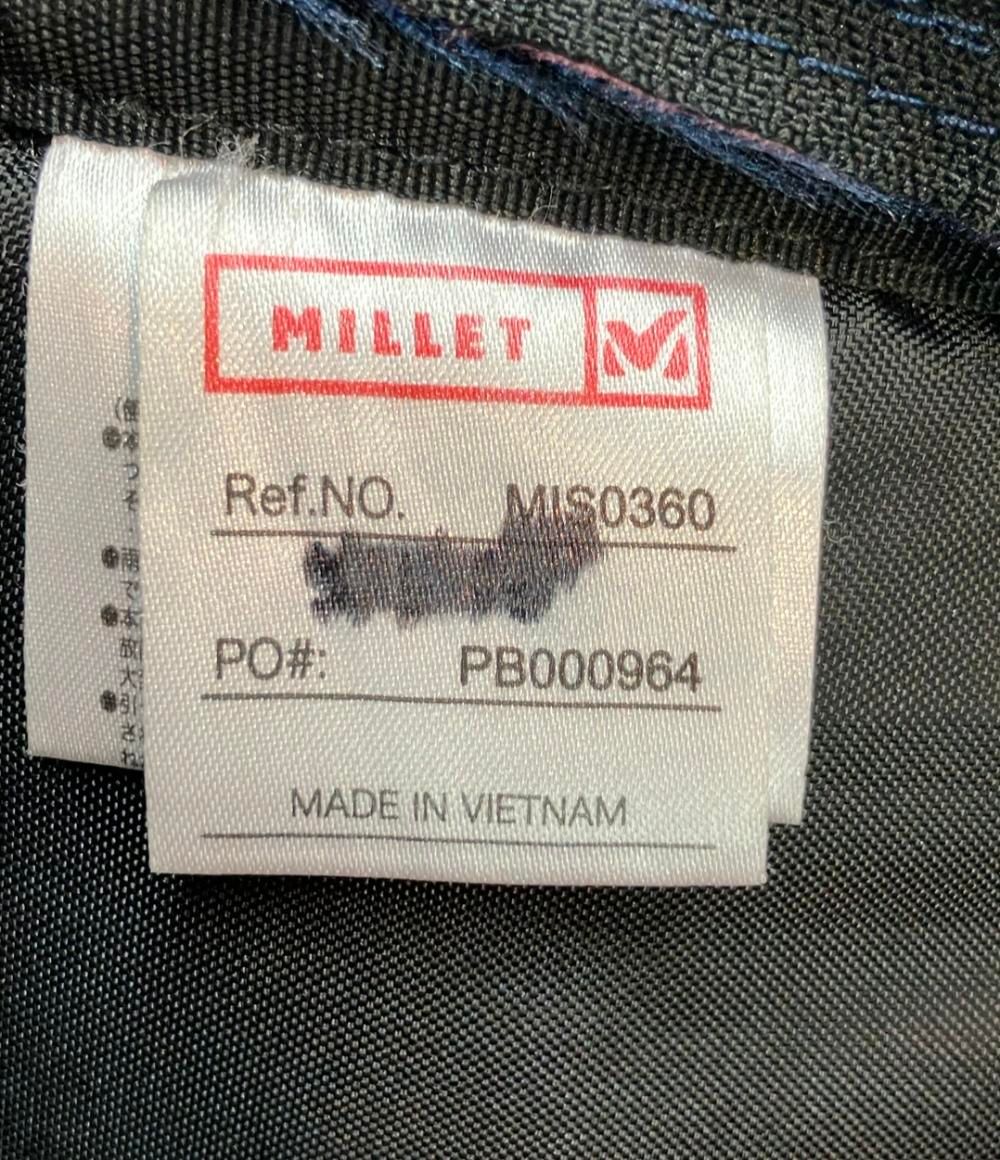 MILLET
Ref.NO. MIS0360
PO#: PB000964
MADE IN VIETNAM